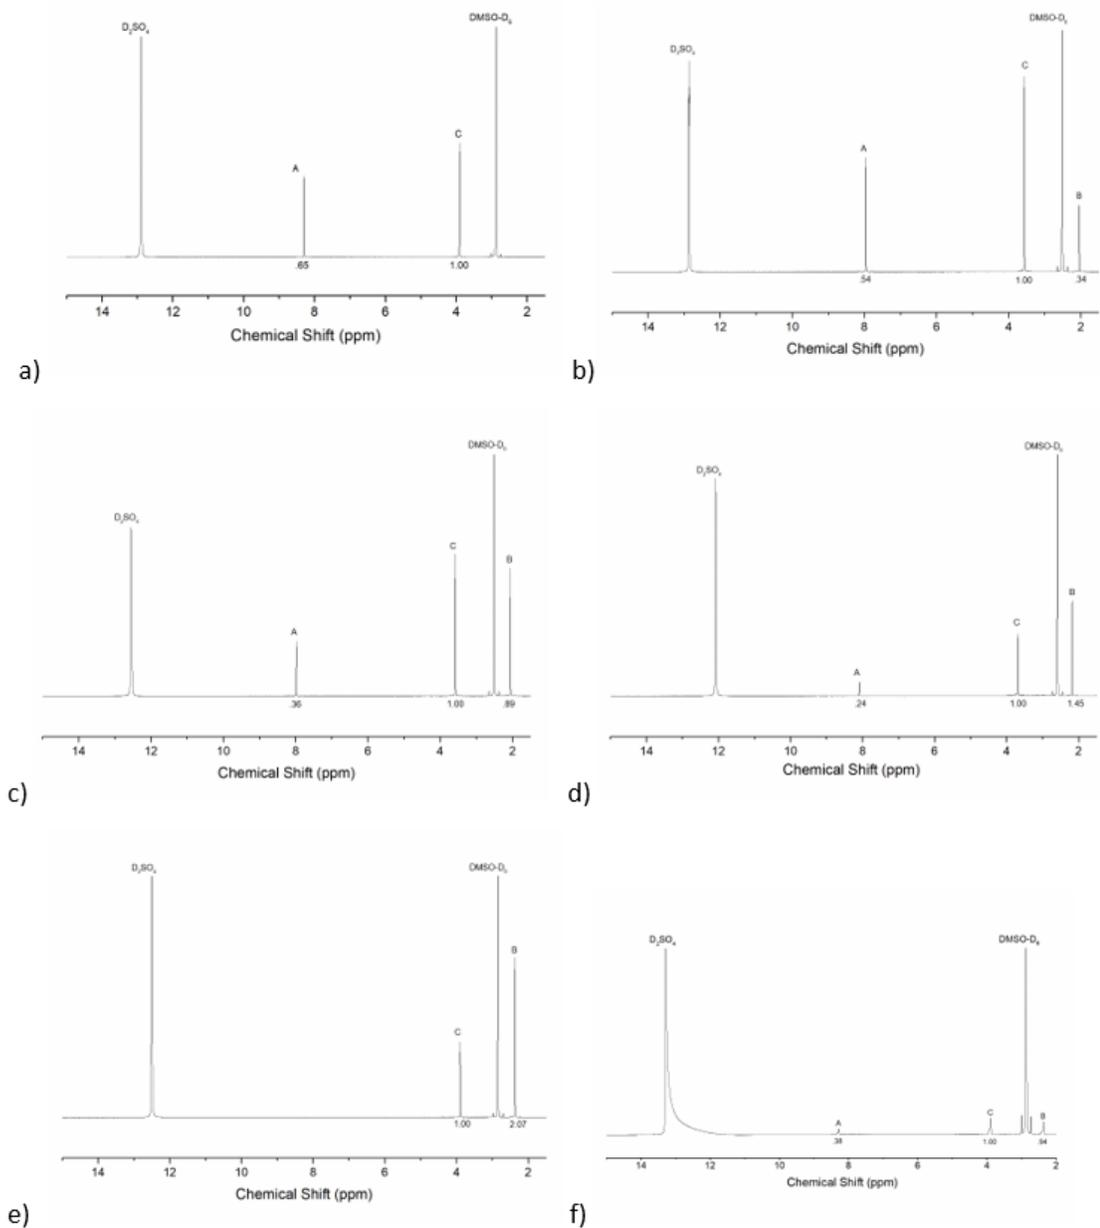 D₂SO₄
DMSO-D₆
A
C
.65
1.00
14 12 10 8 6 4 2
Chemical Shift (ppm)
a)
D₂SO₄
DMSO-D₆
A
C
B
.54
1.00
.34
14 12 10 8 6 4 2
Chemical Shift (ppm)
b)
D₂SO₄
DMSO-D₆
A
C
B
.36
1.00
.89
14 12 10 8 6 4 2
Chemical Shift (ppm)
c)
D₂SO₄
DMSO-D₆
A
C
B
.24
1.00
1.45
14 12 10 8 6 4 2
Chemical Shift (ppm)
d)
D₂SO₄
DMSO-D₆
C
B
1.00
2.07
14 12 10 8 6 4 2
Chemical Shift (ppm)
e)
D₂SO₄
DMSO-D₆
A
C
B
.38
1.00
.94
14 12 10 8 6 4 2
Chemical Shift (ppm)
f)